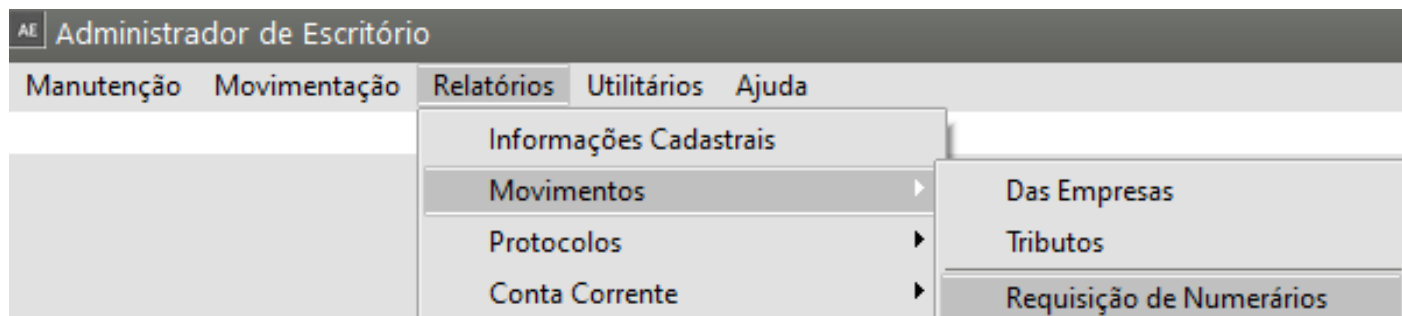 AE Administrador de Escritório
Manutenção Movimentação Relatórios Utilitários Ajuda
Informações Cadastrais
Movimentos
Das Empresas
Protocolos
Tributos
Conta Corrente
Requisição de Numerários